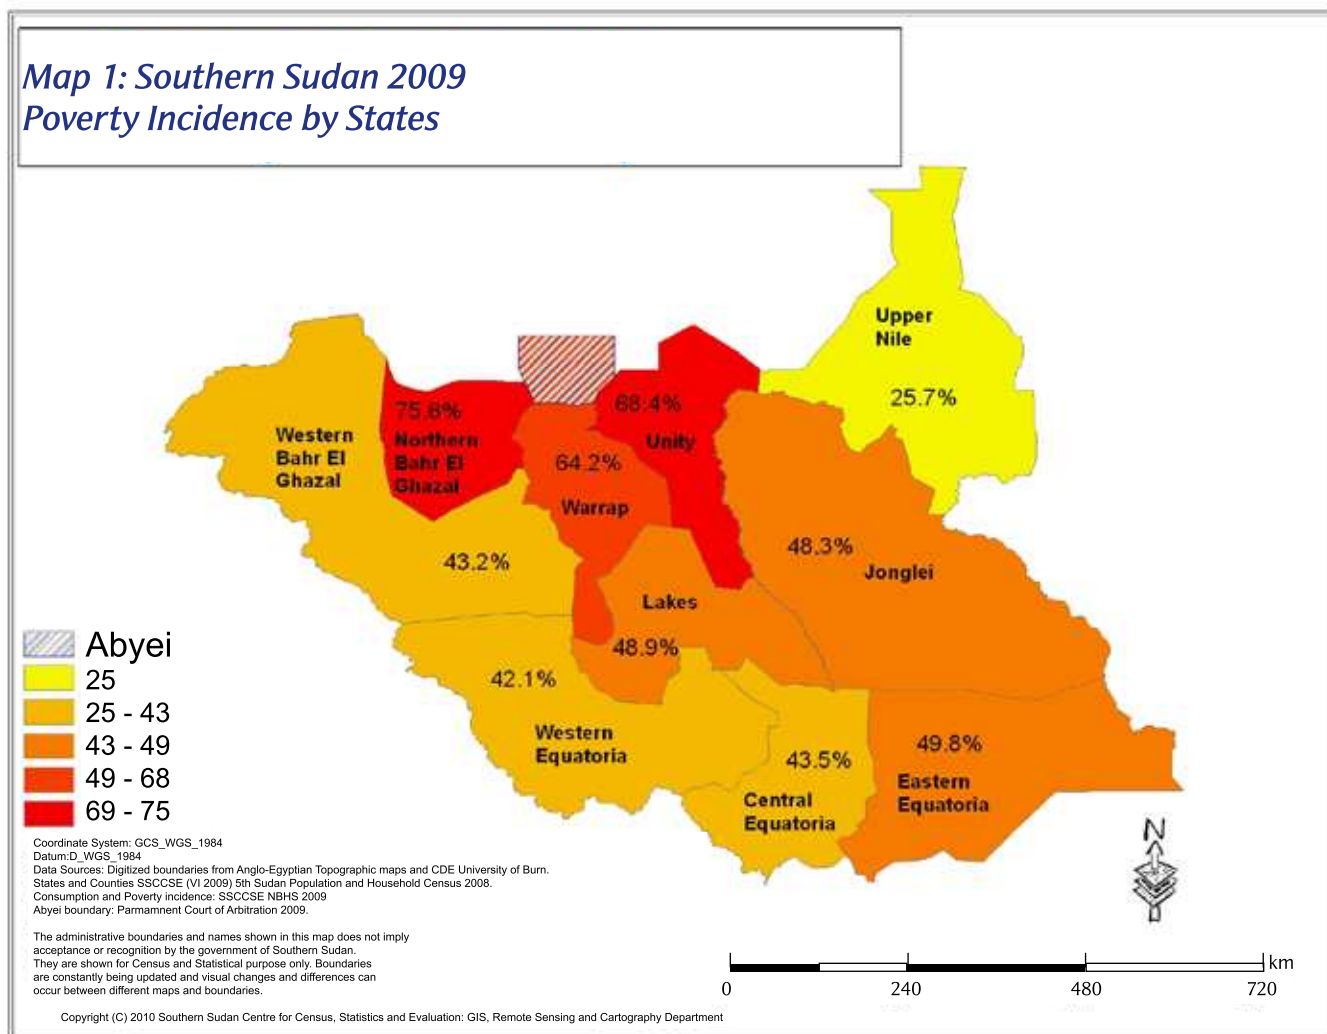 Map 1: Southern Sudan 2009
Poverty Incidence by States
Upper
Nile
25.7%
75.8%
Northern
Bahr El
Ghazal
68.4%
Unity
Western
Bahr El
Ghazal
64.2%
Warrap
43.2%
48.3%
Jonglei
Lakes
48.9%
42.1%
Western
Equatoria
43.5%
Central
Equatoria
49.8%
Eastern
Equatoria
Abyei
25
25 - 43
43 - 49
49 - 68
69 - 75
Coordinate System: GCS_WGS_1984
Datum:D_WGS_1984
Data Sources: Digitized boundaries from Anglo-Egyptian Topographic maps and CDE University of Burn.
States and Counties SSCCSE (VI 2009) 5th Sudan Population and Household Census 2008.
Consumption and Poverty incidence: SSCCSE NBHS 2009
Abyei boundary: Parmamnent Court of Arbitration 2009.
The administrative boundaries and names shown in this map does not imply
acceptance or recognition by the government of Southern Sudan.
They are shown for Census and Statistical purpose only. Boundaries
are constantly being updated and visual changes and differences can
occur between different maps and boundaries.
N
km
0 240 480 720
Copyright (C) 2010 Southern Sudan Centre for Census, Statistics and Evaluation: GIS, Remote Sensing and Cartography Department